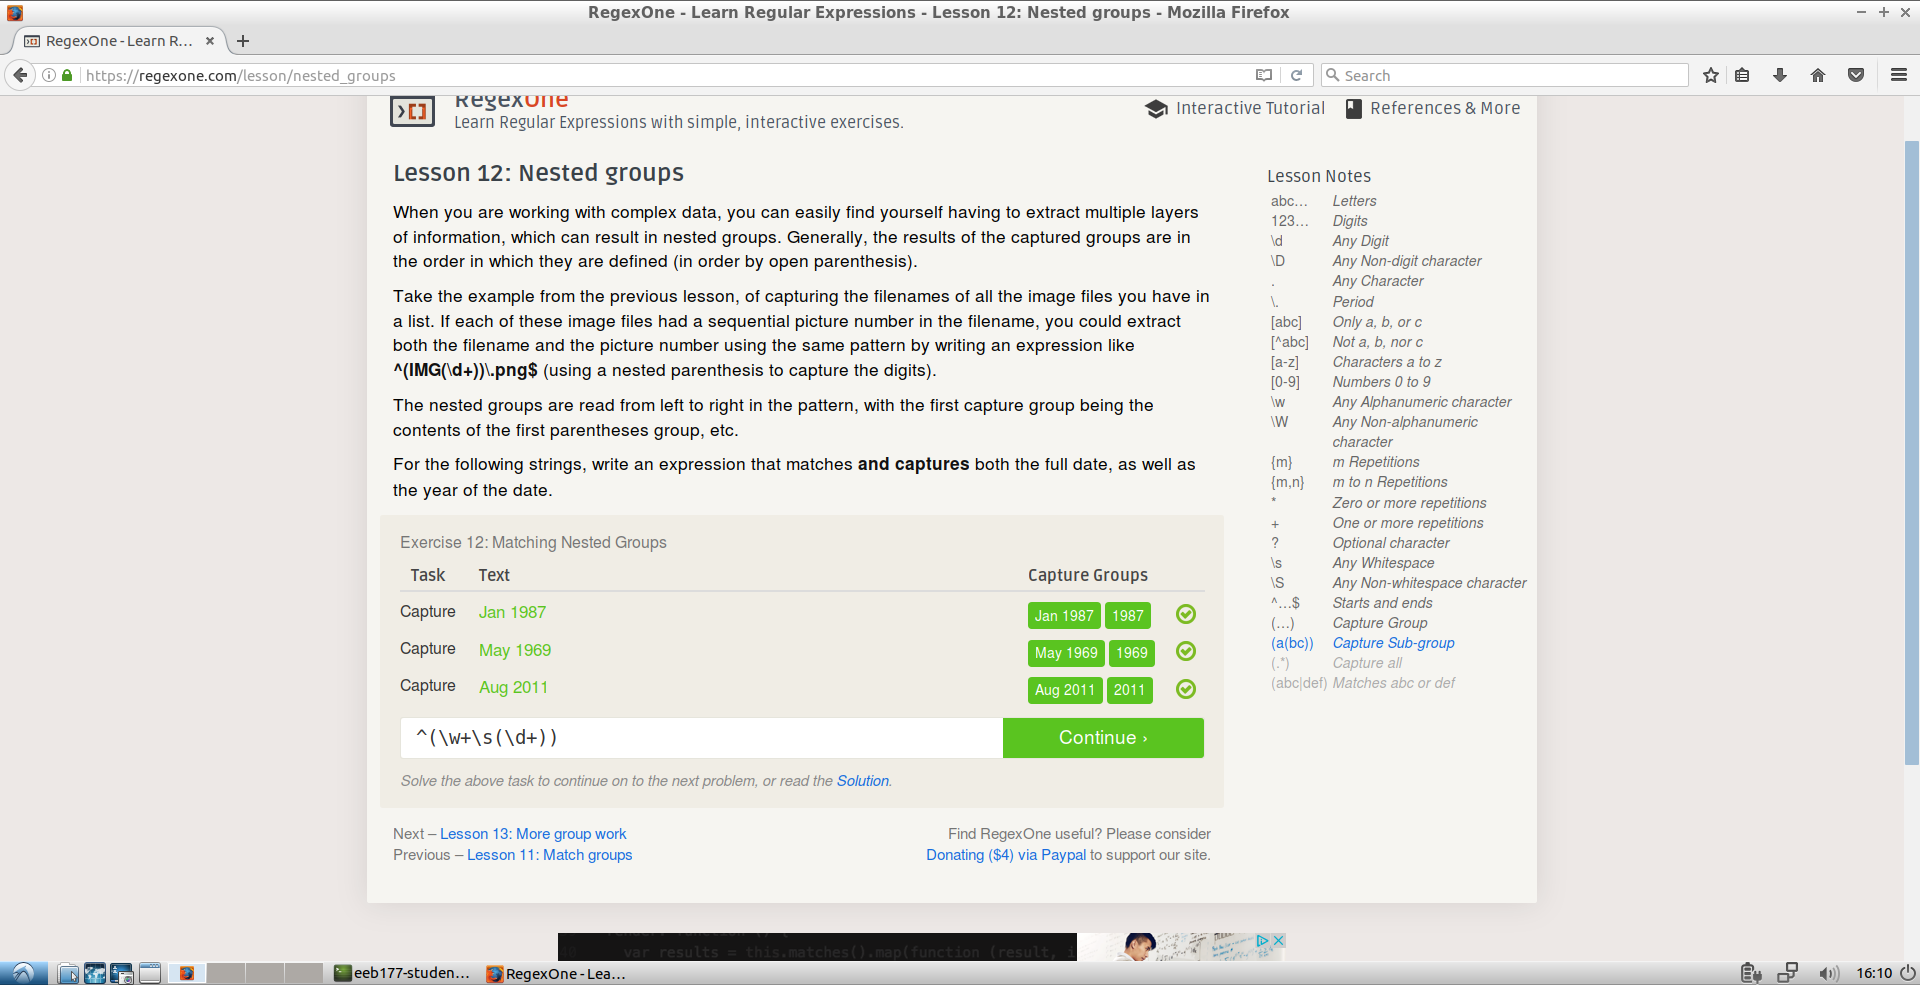 RegexOne - Learn Regular Expressions - Lesson 12: Nested groups - Mozilla Firefox
RegexOne - Learn R...
https://regexone.com/lesson/nested_groups
Search
RegexOne
Learn Regular Expressions with simple, interactive exercises.
Interactive Tutorial
References & More
Lesson 12: Nested groups
When you are working with complex data, you can easily find yourself having to extract multiple layers
of information, which can result in nested groups. Generally, the results of the captured groups are in
the order in which they are defined (in order by open parenthesis).
Take the example from the previous lesson, of capturing the filenames of all the image files you have in
a list. If each of these image files had a sequential picture number in the filename, you could extract
both the filename and the picture number using the same pattern by writing an expression like
^(IMG(\d+))\.png$ (using a nested parenthesis to capture the digits).
The nested groups are read from left to right in the pattern, with the first capture group being the
contents of the first parentheses group, etc.
For the following strings, write an expression that matches and captures both the full date, as well as
the year of the date.
Exercise 12: Matching Nested Groups
Task Text Capture Groups
Capture Jan 1987 Jan 1987 1987
Capture May 1969 May 1969 1969
Capture Aug 2011 Aug 2011 2011
^(\w+\s(\d+))
Continue ›
Solve the above task to continue on to the next problem, or read the Solution.
Next – Lesson 13: More group work
Previous – Lesson 11: Match groups
Find RegexOne useful? Please consider
Donating ($4) via Paypal to support our site.
Lesson Notes
abc… Letters
123… Digits
\d Any Digit
\D Any Non-digit character
. Any Character
\. Period
[abc] Only a, b, or c
[^abc] Not a, b, nor c
[a-z] Characters a to z
[0-9] Numbers 0 to 9
\w Any Alphanumeric character
\W Any Non-alphanumeric
character
{m} m Repetitions
{m,n} m to n Repetitions
* Zero or more repetitions
+ One or more repetitions
? Optional character
\s Any Whitespace
\S Any Non-whitespace character
^…$ Starts and ends
(…) Capture Group
(a(bc)) Capture Sub-group
(.*) Capture all
(abc|def) Matches abc or def
var results = this.matches().map(function (result, i
eeb177-studen...
RegexOne - Lea...
16:10